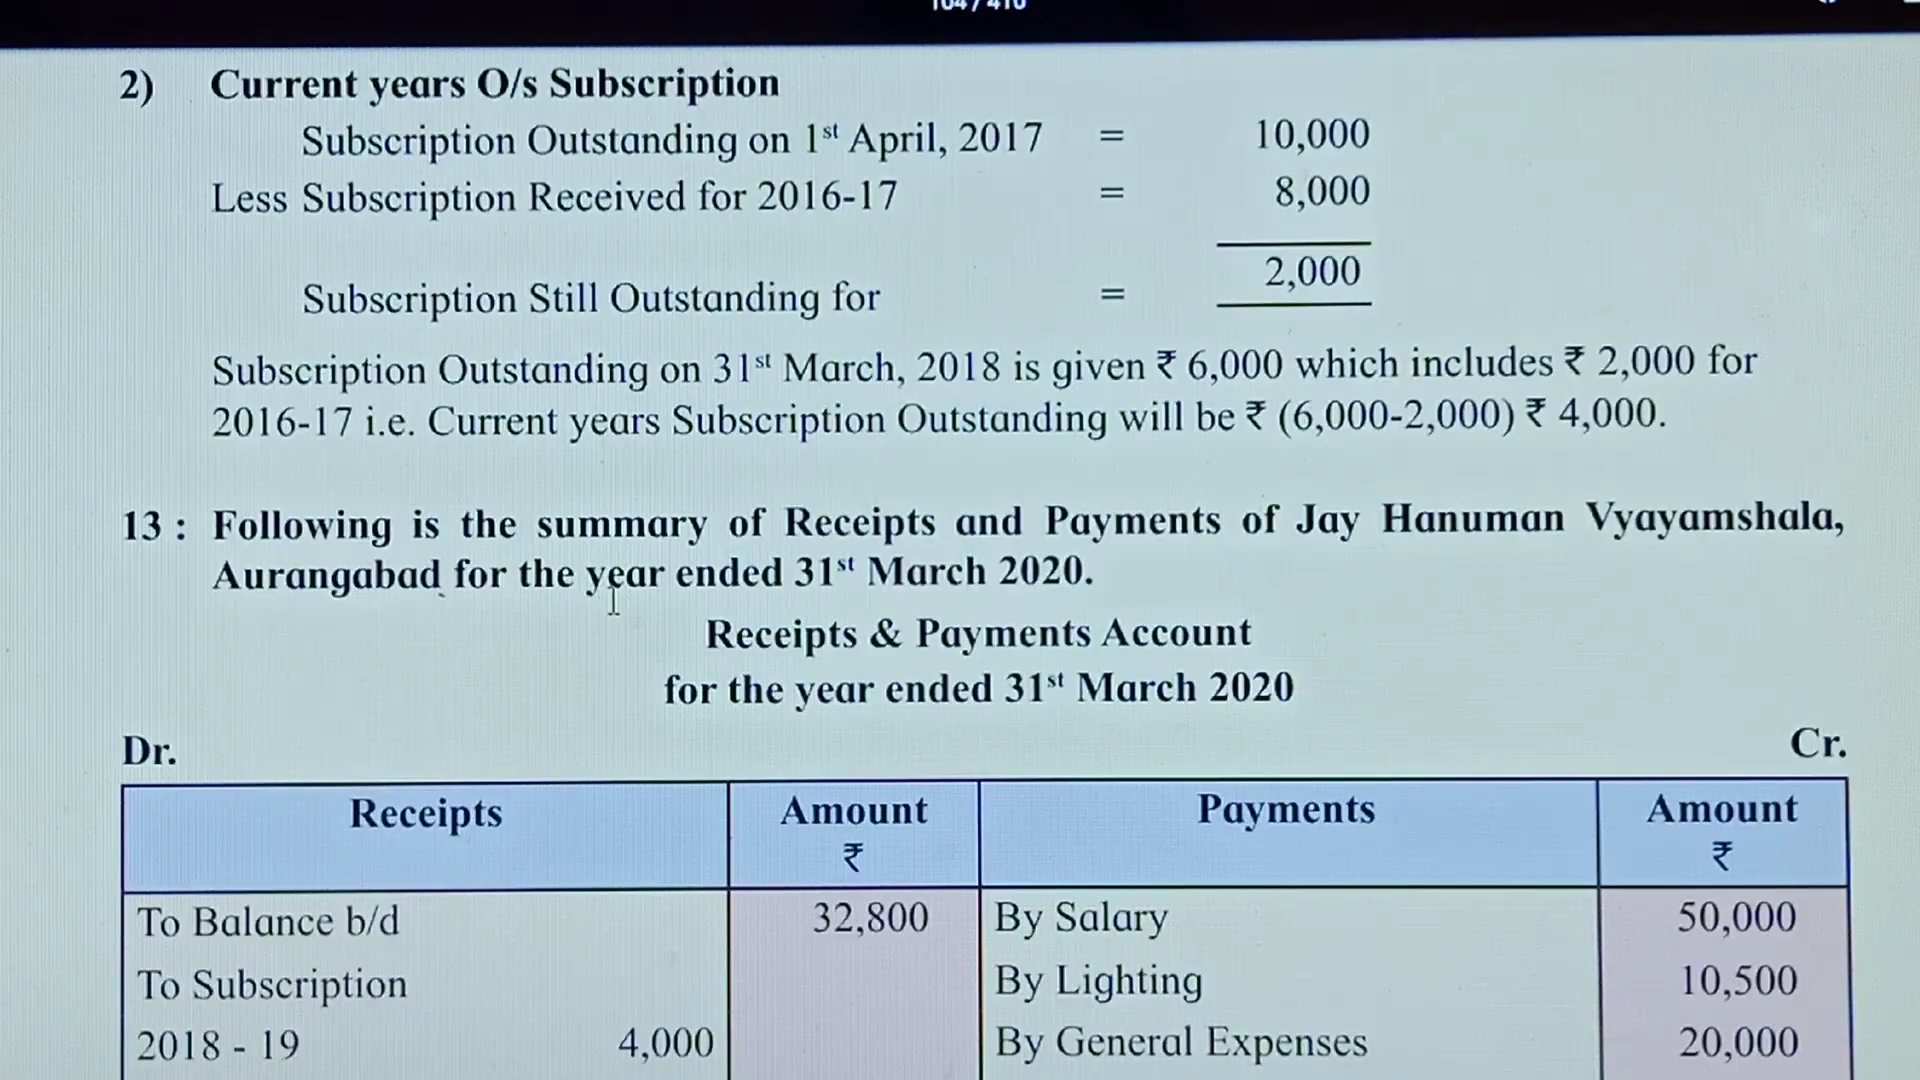 104 / 410
2) Current years O/s Subscription
Subscription Outstanding on 1st April, 2017 = 10,000
Less Subscription Received for 2016-17 = 8,000
Subscription Still Outstanding for = 2,000
Subscription Outstanding on 31st March, 2018 is given ₹ 6,000 which includes ₹ 2,000 for
2016-17 i.e. Current years Subscription Outstanding will be ₹ (6,000-2,000) ₹ 4,000.
13 : Following is the summary of Receipts and Payments of Jay Hanuman Vyayamshala,
Aurangabad for the year ended 31st March 2020.
Receipts & Payments Account
for the year ended 31st March 2020
Dr. Cr.
Receipts Amount ₹ Payments Amount ₹
To Balance b/d 32,800 By Salary 50,000
To Subscription By Lighting 10,500
2018 - 19 4,000 By General Expenses 20,000